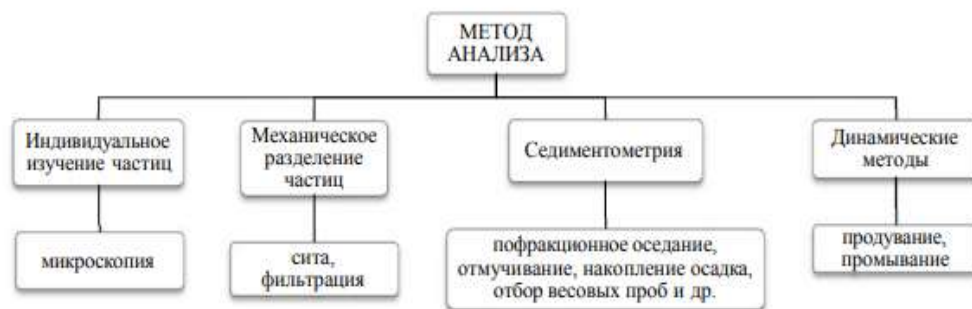 МЕТОД
АНАЛИЗА
Индивидуальное
изучение частиц
Механическое
разделение
частиц
Седиментометрия
Динамические
методы
микроскопия
сита,
фильтрация
пофракционное оседание,
отмучивание, накопление осадка,
отбор весовых проб и др.
продувание,
промывание